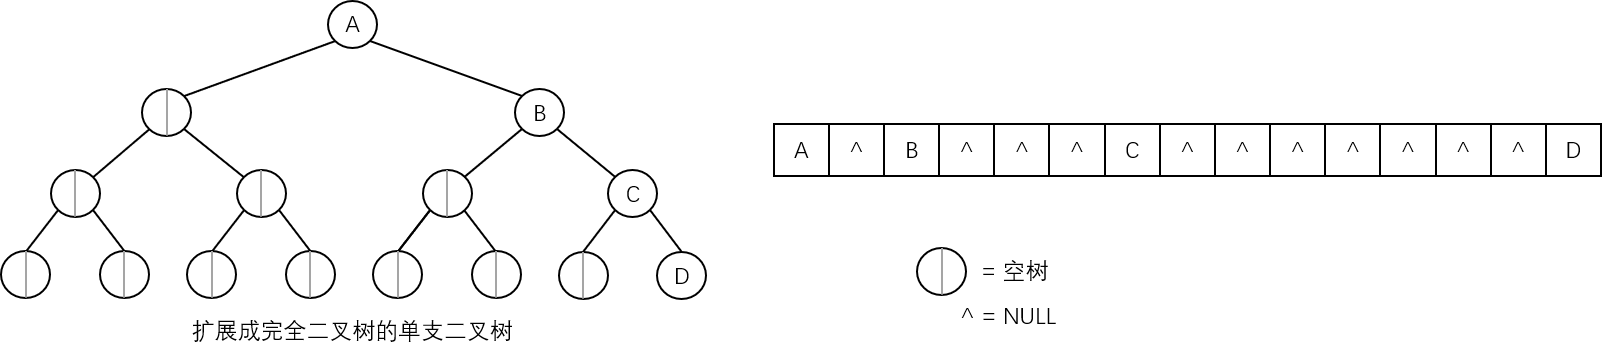 A
B
C
D
扩展成完全二叉树的单支二叉树
A ^ B ^ ^ ^ C ^ ^ ^ ^ ^ ^ ^ D
= 空树
^ = NULL